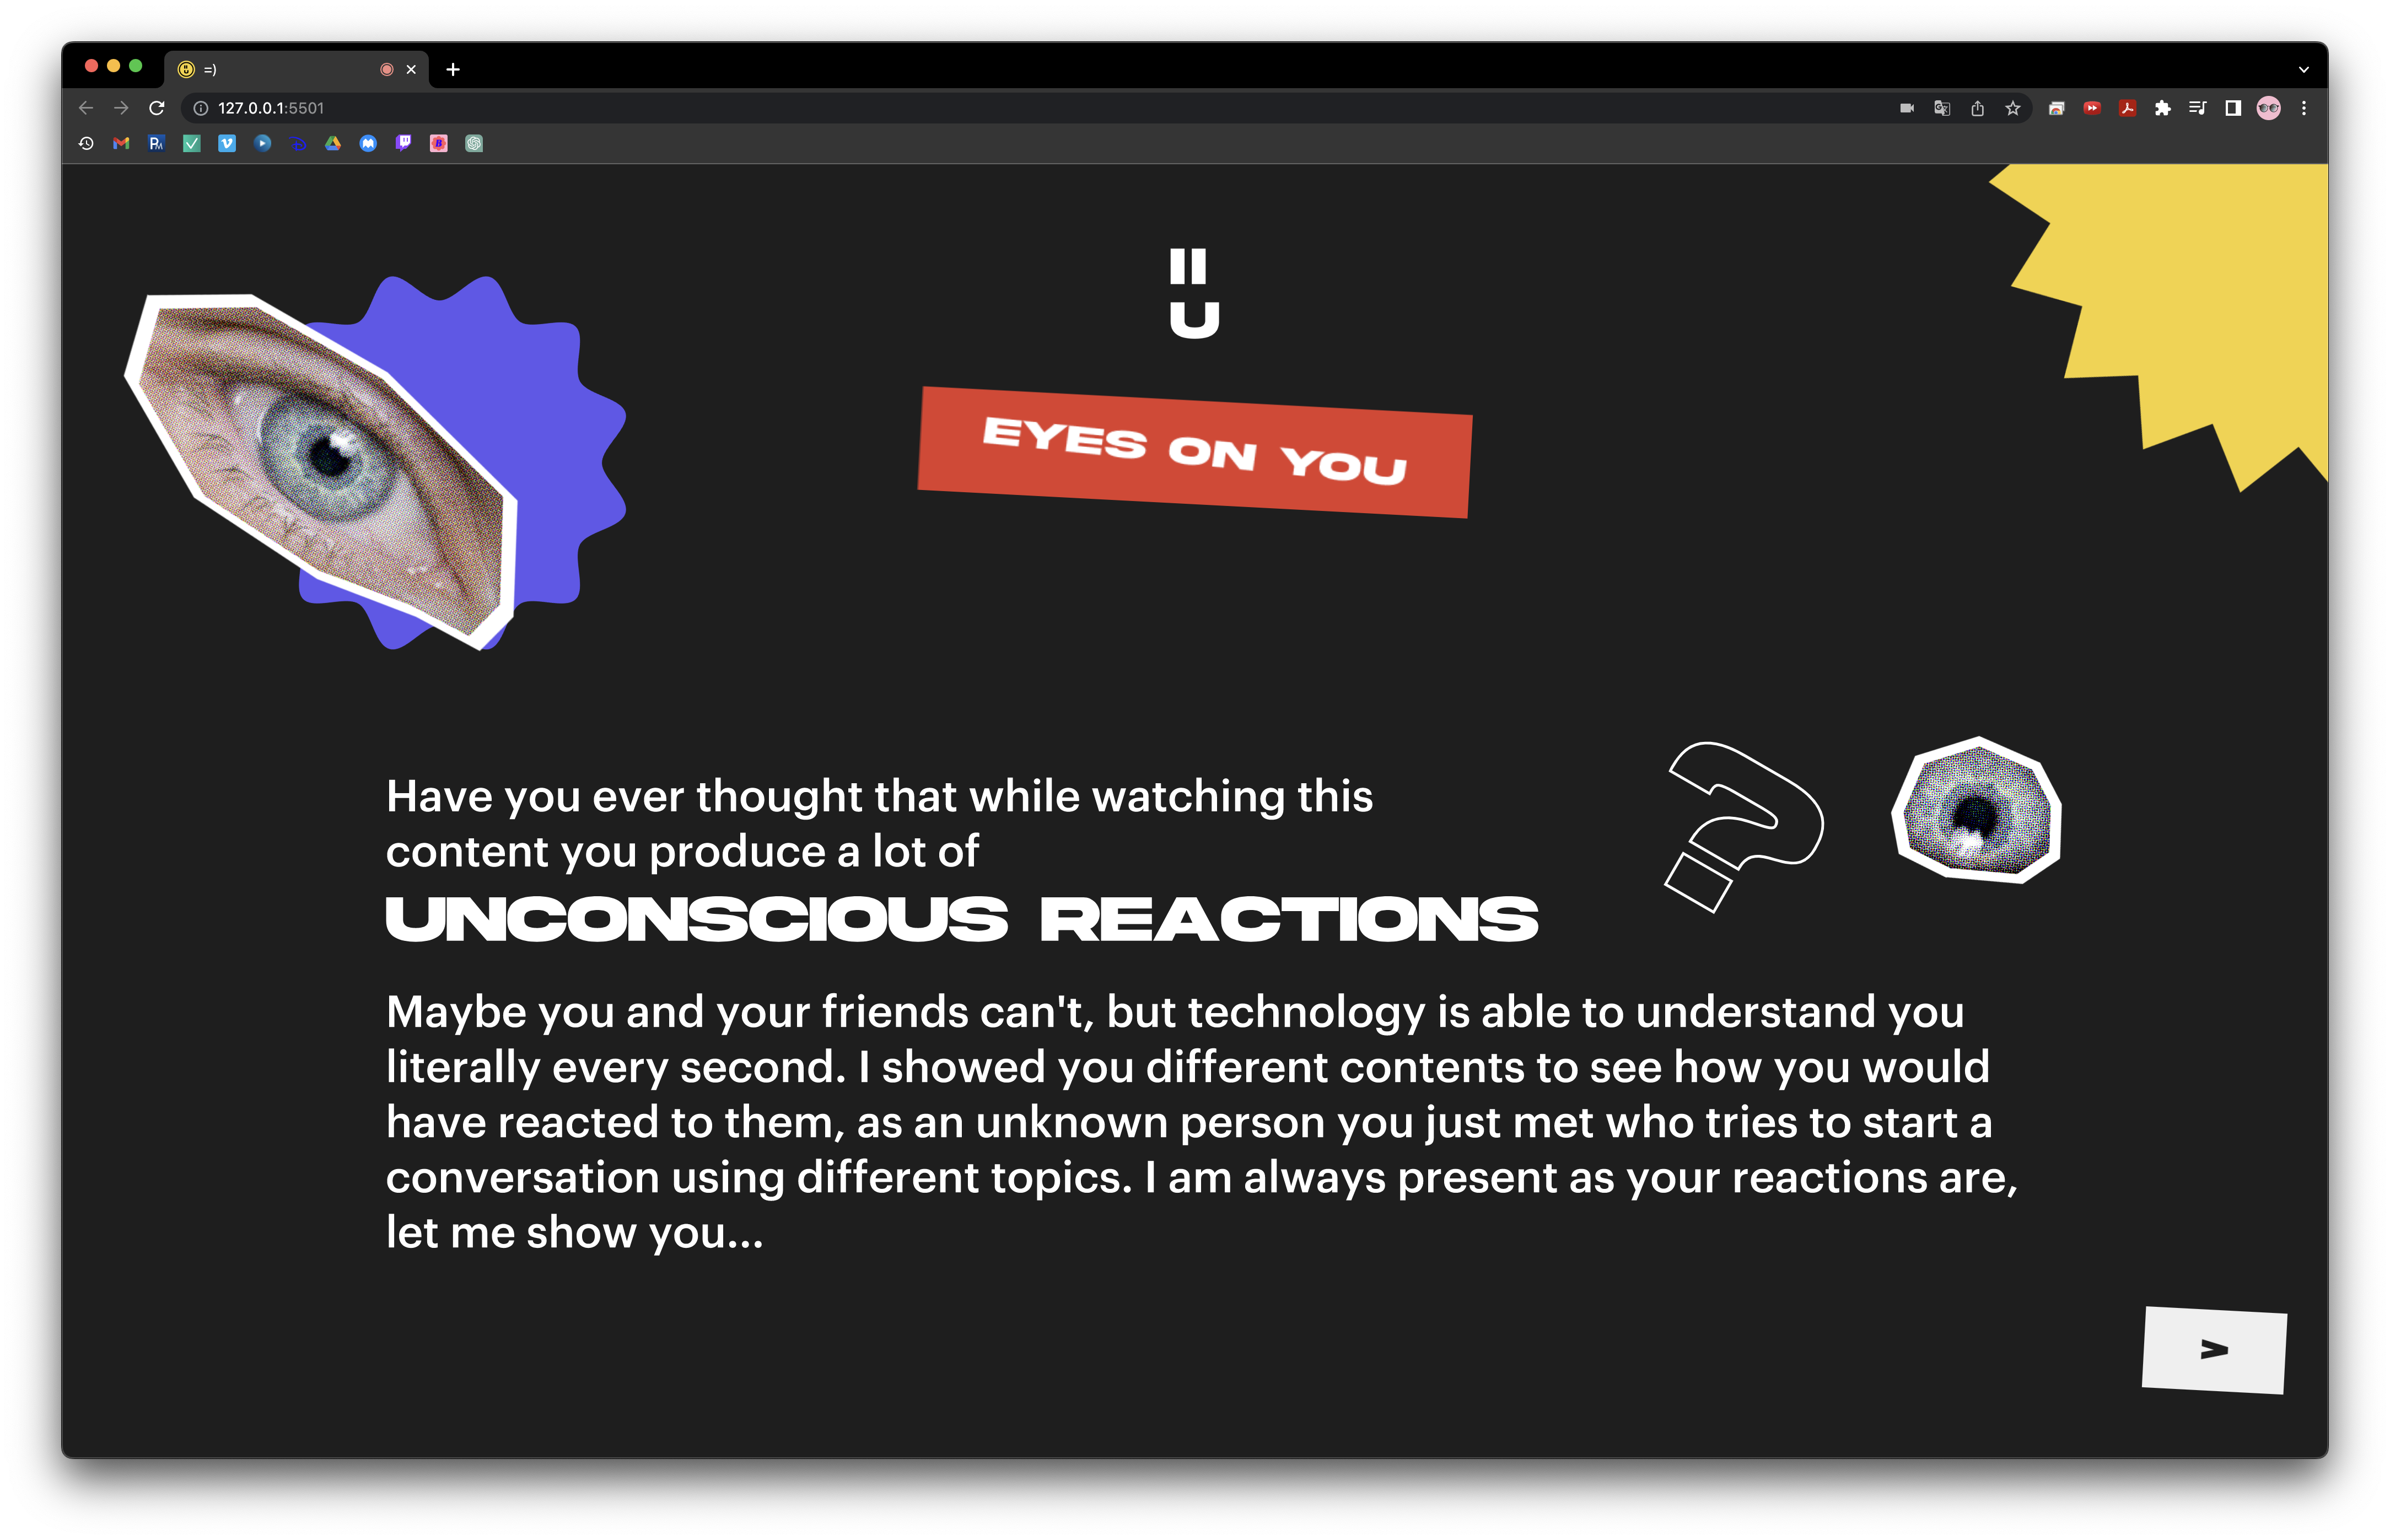 =)
127.0.0.1:5501
II
U
EYES ON YOU
Have you ever thought that while watching this
content you produce a lot of
UNCONSCIOUS REACTIONS
?
Maybe you and your friends can't, but technology is able to understand you
literally every second. I showed you different contents to see how you would
have reacted to them, as an unknown person you just met who tries to start a
conversation using different topics. I am always present as your reactions are,
let me show you...
>